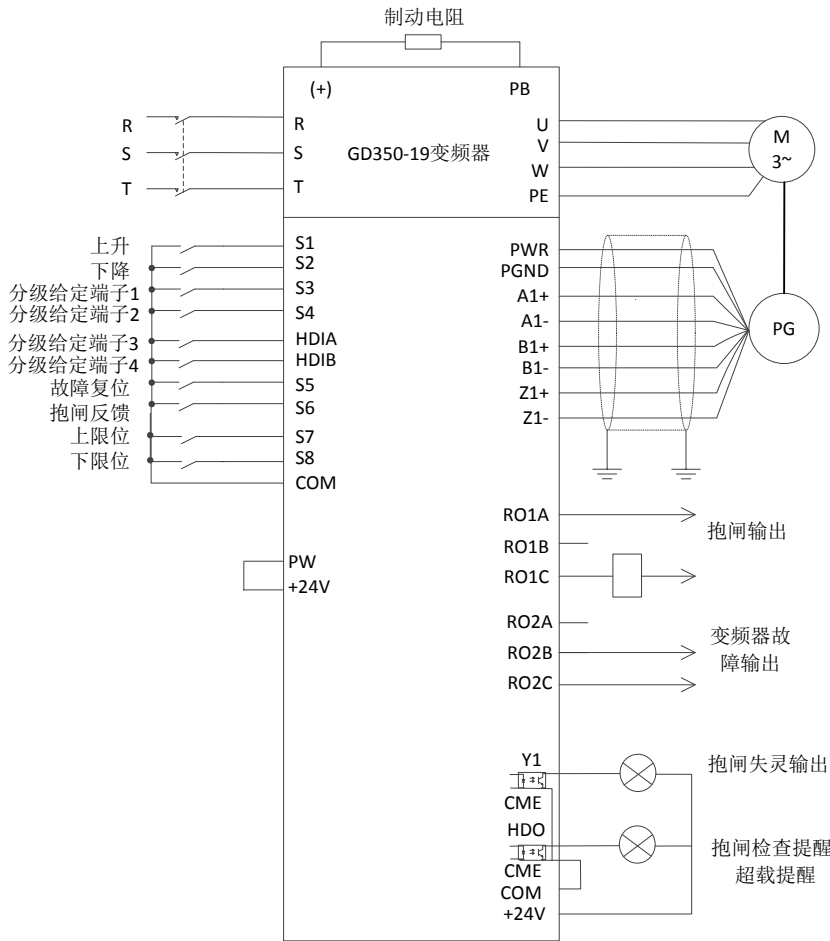 制动电阻
(+)
PB
R
R
S
S
T
T
GD350-19变频器
U
V
W
PE
M
3~
上升
S1
下降
S2
分级给定端子1
S3
分级给定端子2
S4
分级给定端子3
HDIA
分级给定端子4
HDIB
故障复位
S5
抱闸反馈
S6
上限位
S7
下限位
S8
COM
PWR
PGND
A1+
A1-
B1+
B1-
Z1+
Z1-
PG
PW
+24V
RO1A
RO1B
RO1C
抱闸输出
RO2A
RO2B
RO2C
变频器故
障输出
Y1
CME
抱闸失灵输出
HDO
CME
COM
+24V
抱闸检查提醒
超载提醒